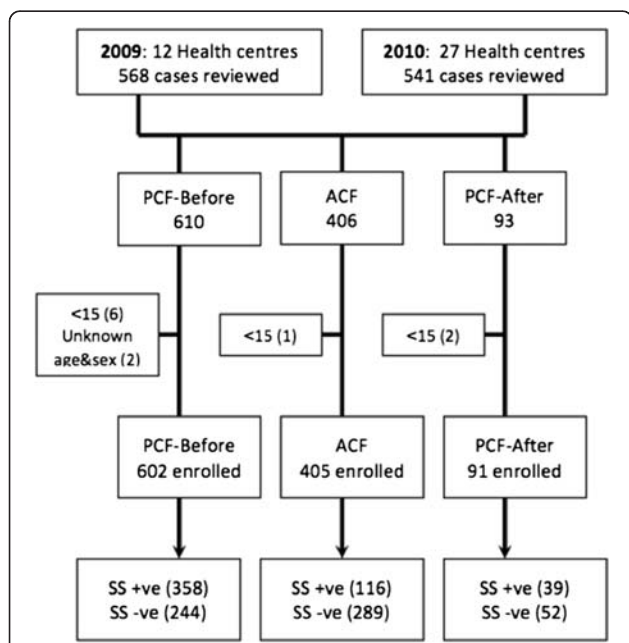 2009: 12 Health centres
568 cases reviewed
2010: 27 Health centres
541 cases reviewed
PCF-Before
610
ACF
406
PCF-After
93
<15 (6)
Unknown
age&sex (2)
<15 (1)
<15 (2)
PCF-Before
602 enrolled
ACF
405 enrolled
PCF-After
91 enrolled
SS +ve (358)
SS -ve (244)
SS +ve (116)
SS -ve (289)
SS +ve (39)
SS -ve (52)